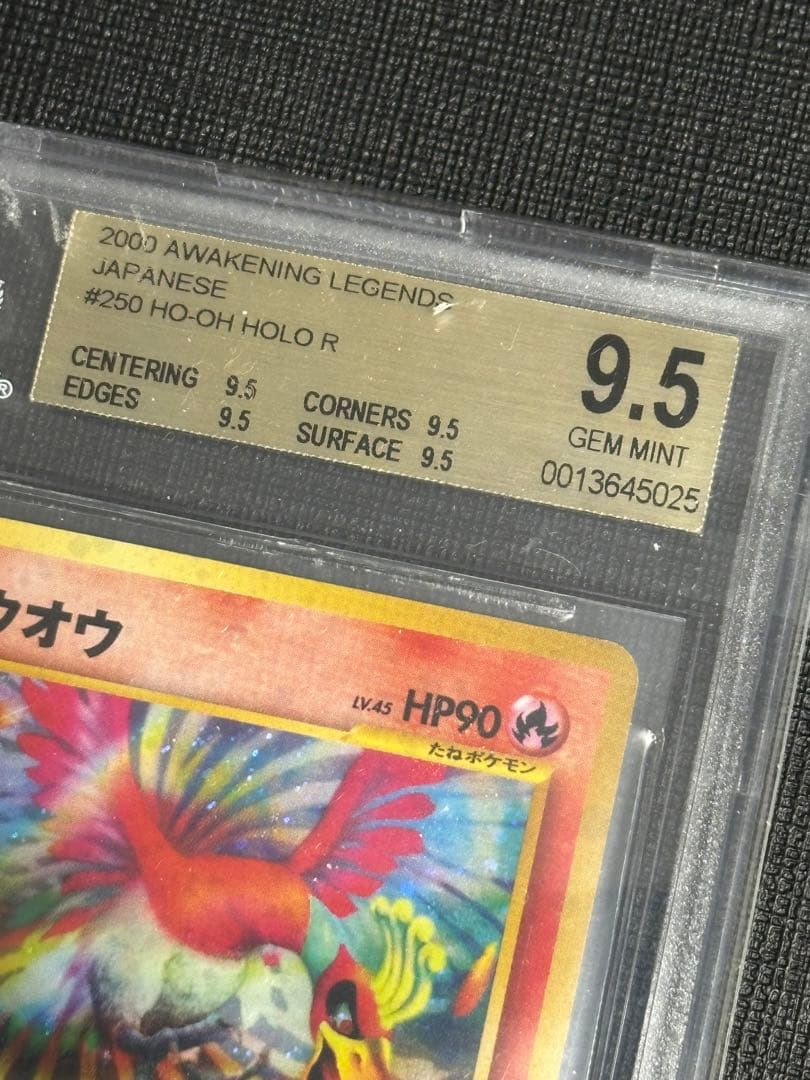 2000 AWAKENING LEGENDS
JAPANESE
#250 HO-OH HOLO R
CENTERING 9.5 CORNERS 9.5
EDGES 9.5 SURFACE 9.5
9.5
GEM MINT
0013645025
®
ウオウ
LV.45 HP90
たねポケモン